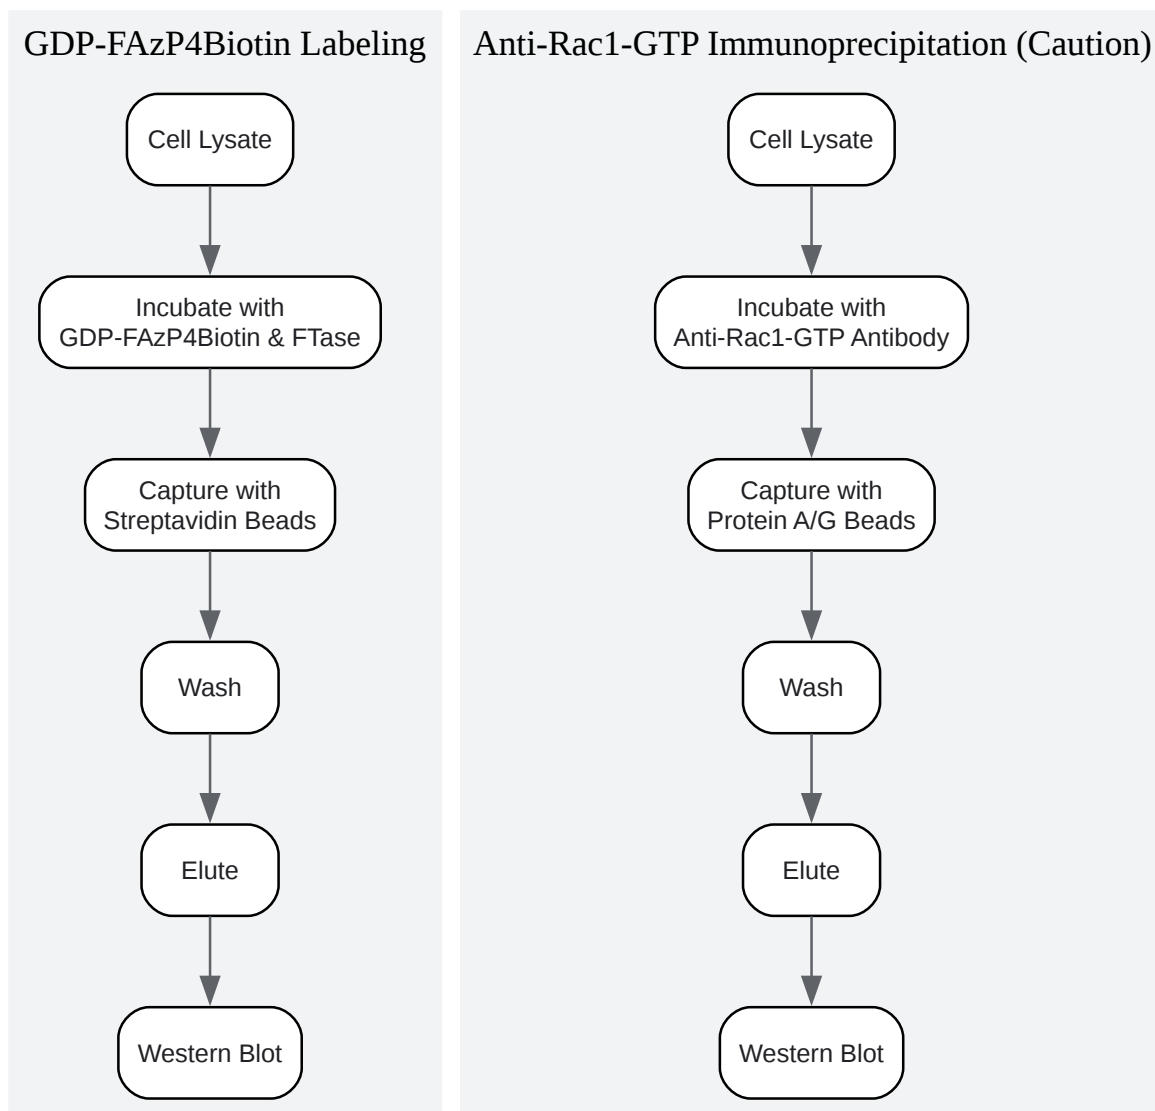 GDP-FAzP4Biotin Labeling
Cell Lysate
Incubate with
GDP-FAzP4Biotin & FTase
Capture with
Streptavidin Beads
Wash
Elute
Western Blot
Anti-Rac1-GTP Immunoprecipitation (Caution)
Cell Lysate
Incubate with
Anti-Rac1-GTP Antibody
Capture with
Protein A/G Beads
Wash
Elute
Western Blot